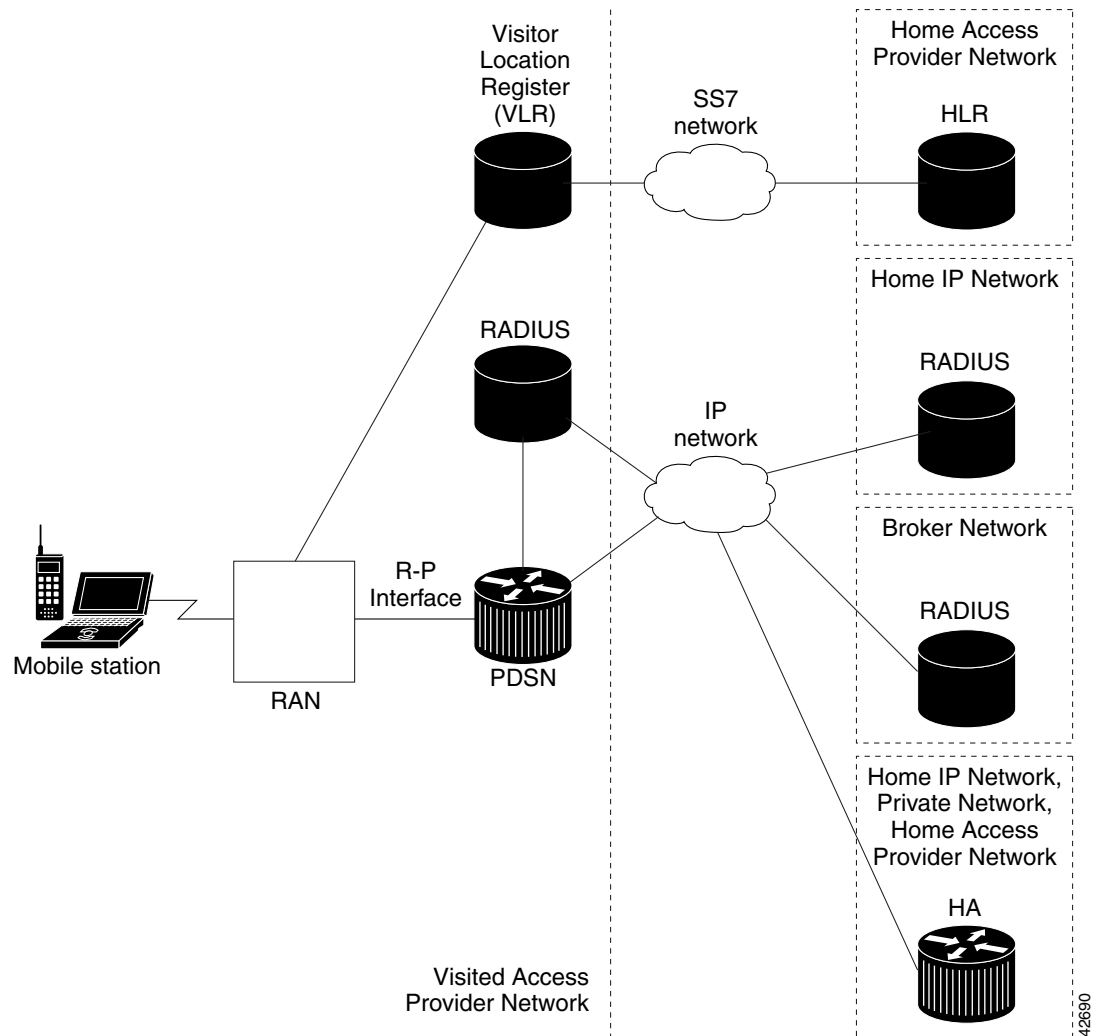 Visitor
Location
Register
(VLR)
SS7
network
Home Access
Provider Network
HLR
Home IP Network
RADIUS
RADIUS
IP
network
Broker Network
RADIUS
R-P
Interface
Mobile station
RAN
PDSN
Home IP Network,
Private Network,
Home Access
Provider Network
HA
Visited Access
Provider Network
42690